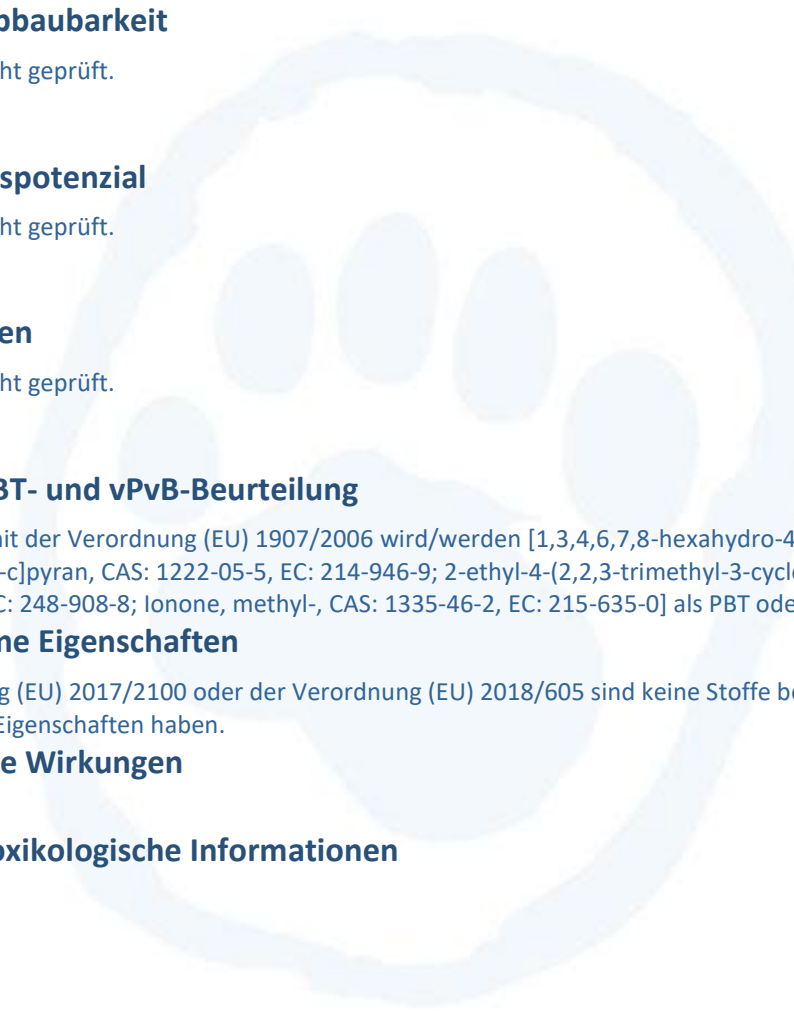 bbaubarkeit
ht geprüft.
spotenzial
ht geprüft.
en
ht geprüft.
BT- und vPvB-Beurteilung
nit der Verordnung (EU) 1907/2006 wird/werden [1,3,4,6,7,8-hexahydro-4
-c]pyran, CAS: 1222-05-5, EC: 214-946-9; 2-ethyl-4-(2,2,3-trimethyl-3-cycl
C: 248-908-8; Ionone, methyl-, CAS: 1335-46-2, EC: 215-635-0] als PBT ode
ne Eigenschaften
g (EU) 2017/2100 oder der Verordnung (EU) 2018/605 sind keine Stoffe b
Eigenschaften haben.
e Wirkungen
oxikologische Informationen